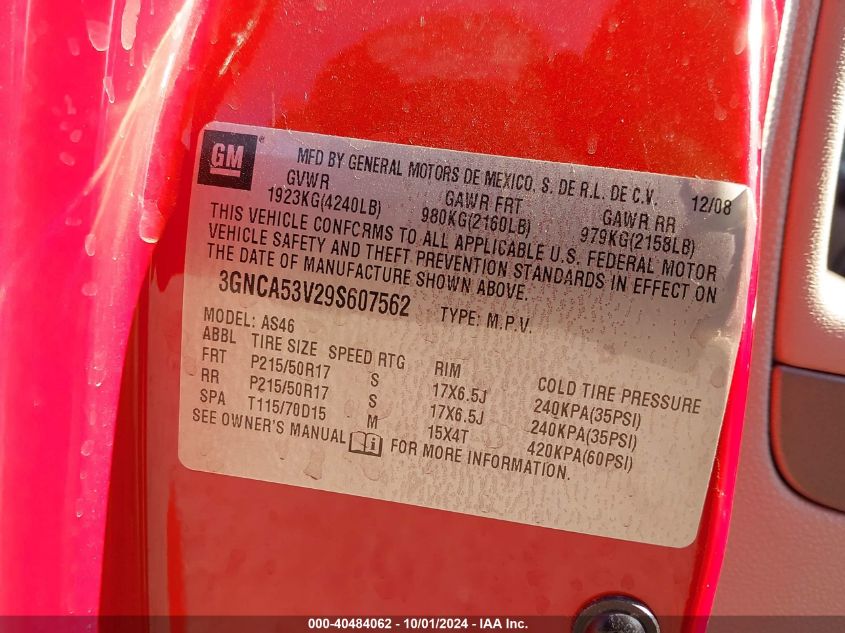 GM
MFD BY GENERAL MOTORS DE MEXICO, S. DE R.L. DE C.V. 12/08
GVWR GAWR FRT GAWR RR
1923KG(4240LB) 980KG(2160LB) 979KG(2158LB)
THIS VEHICLE CONFORMS TO ALL APPLICABLE U.S. FEDERAL MOTOR
VEHICLE SAFETY AND THEFT PREVENTION STANDARDS IN EFFECT ON
THE DATE OF MANUFACTURE SHOWN ABOVE.
3GNCA53V29S607562 TYPE: M.P.V.
MODEL: AS46
ABBL TIRE SIZE SPEED RTG RIM COLD TIRE PRESSURE
FRT P215/50R17 S 17X6.5J 240KPA(35PSI)
RR P215/50R17 S 17X6.5J 240KPA(35PSI)
SPA T115/70D15 M 15X4T 420KPA(60PSI)
SEE OWNER'S MANUAL FOR MORE INFORMATION.
000-40484062 - 10/01/2024 - IAA Inc.